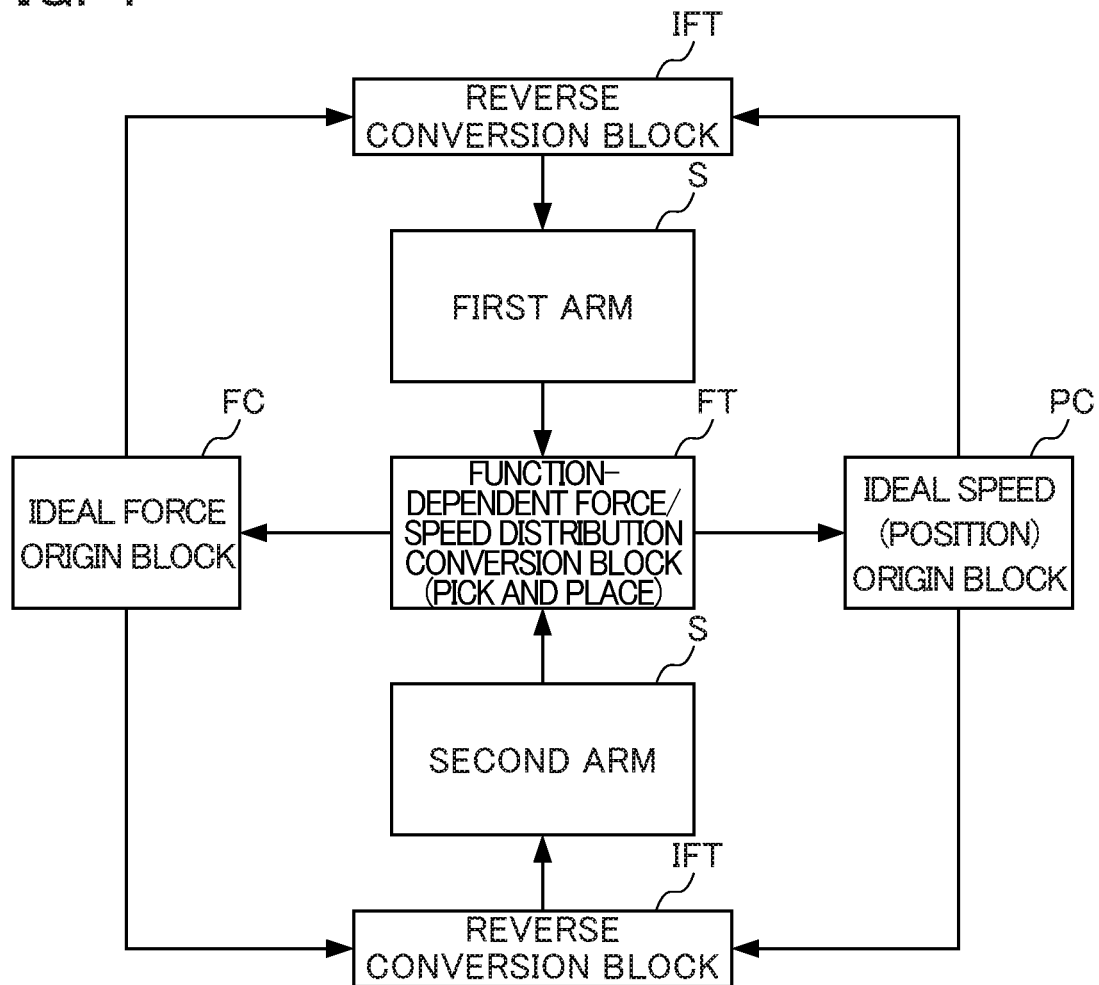 IFT
REVERSE
CONVERSION BLOCK
S
FIRST ARM
FC
FT
PC
IDEAL FORCE
ORIGIN BLOCK
FUNCTION-
DEPENDENT FORCE/
SPEED DISTRIBUTION
CONVERSION BLOCK
(PICK AND PLACE)
IDEAL SPEED
(POSITION)
ORIGIN BLOCK
S
SECOND ARM
IFT
REVERSE
CONVERSION BLOCK